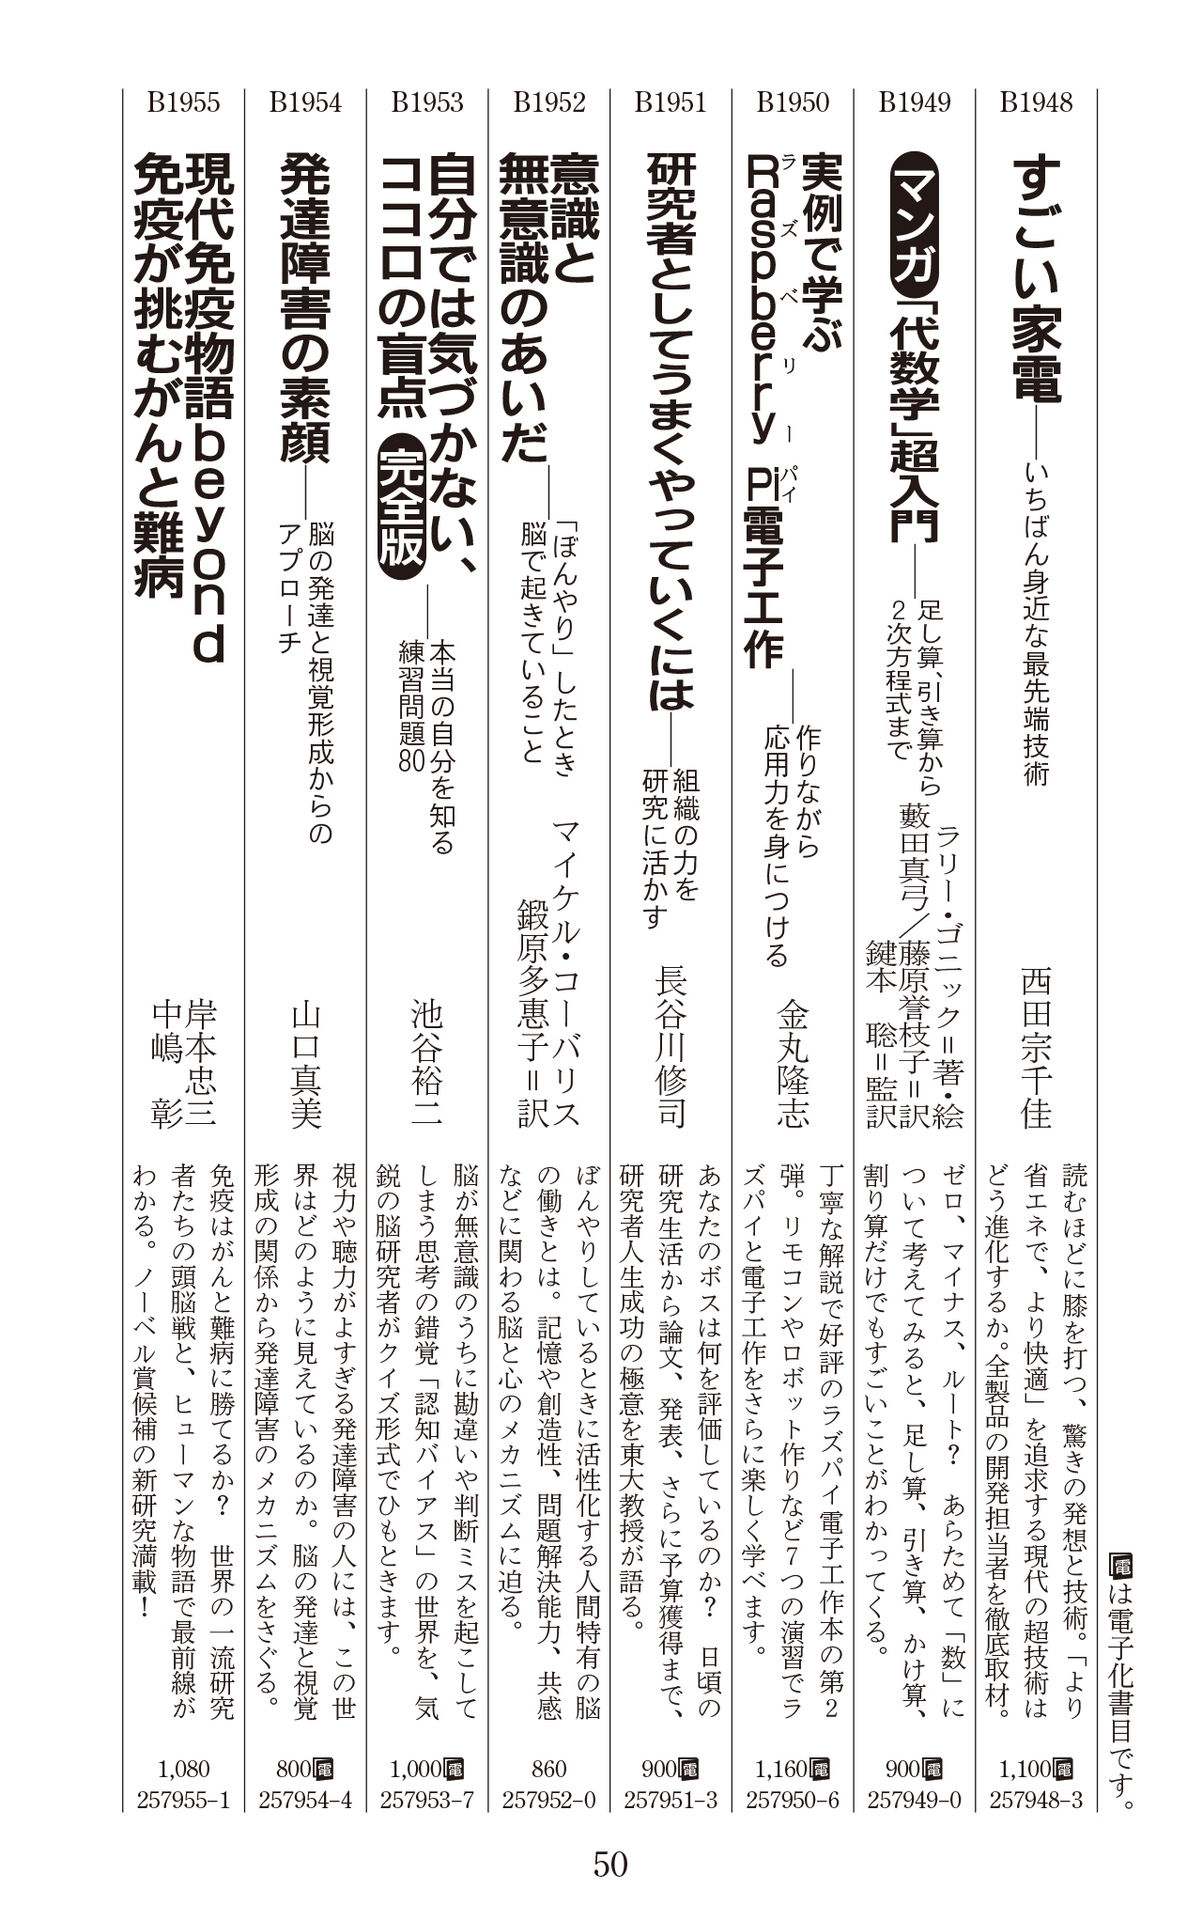 電は電子化書目です。
B1948
すごい家電
――いちばん身近な最先端技術
西田宗千佳
読むほどに膝を打つ、驚きの発想と技術。「より
省エネで、より快適」を追求する現代の超技術は
どう進化するか。全製品の開発担当者を徹底取材。
1,100電
257948-3
B1949
マンガ「代数学」超入門
――足し算、引き算から
2次方程式まで
ラリー・ゴニック＝著・絵
藪田真弓／藤原誉枝子＝訳
鍵本 聡＝監訳
ゼロ、マイナス、ルート？ あらためて「数」に
ついて考えてみると、足し算、引き算、かけ算、
割り算だけでもすごいことがわかってくる。
900電
257949-0
B1950
実例で学ぶ
Raspberry Pi電子工作
ラズベリー パイ
――作りながら
応用力を身につける
金丸隆志
丁寧な解説で好評のラズパイ電子工作本の第2
弾。リモコンやロボット作りなど7つの演習でラ
ズパイと電子工作をさらに楽しく学べます。
1,160電
257950-6
B1951
研究者としてうまくやっていくには
――組織の力を
研究に活かす
長谷川修司
あなたのボスは何を評価しているのか？ 日頃の
研究生活から論文、発表、さらに予算獲得まで、
研究者人生成功の極意を東大教授が語る。
900電
257951-3
B1952
意識と
無意識のあいだ
――「ぼんやり」したとき
脳で起きていること
マイケル・コーバリス
鍛原多惠子＝訳
ぼんやりしているときに活性化する人間特有の脳
の働きとは。記憶や創造性、問題解決能力、共感
などに関わる脳と心のメカニズムに迫る。
860
257952-0
B1953
自分では気づかない、
ココロの盲点 完全版
――本当の自分を知る
練習問題80
池谷裕二
脳が無意識のうちに勘違いや判断ミスを起こして
しまう思考の錯覚「認知バイアス」の世界を、気
鋭の脳研究者がクイズ形式でひもときます。
1,000電
257953-7
B1954
発達障害の素顔
――脳の発達と視覚形成からの
アプローチ
山口真美
視力や聴力がよすぎる発達障害の人には、この世
界はどのように見えているのか。脳の発達と視覚
形成の関係から発達障害のメカニズムをさぐる。
800電
257954-4
B1955
現代免疫物語beyond
免疫が挑むがんと難病
岸本忠三
中嶋 彰
免疫はがんと難病に勝てるか？ 世界の一流研究
者たちの頭脳戦と、ヒューマンな物語で最前線が
わかる。ノーベル賞候補の新研究満載！
1,080
257955-1
50